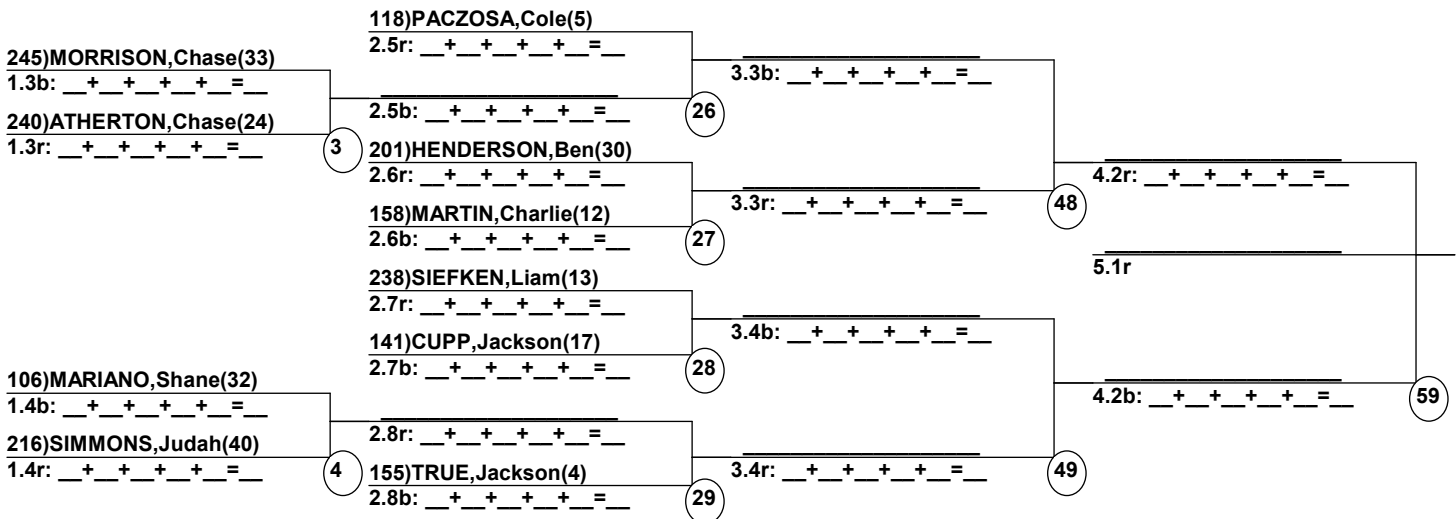 118)PACZOSA,Cole(5)
2.5r: __+__+__+__+__=__
245)MORRISON,Chase(33)
1.3b: __+__+__+__+__=__
3.3b: __+__+__+__+__=__
2.5b: __+__+__+__+__=__
26
240)ATHERTON,Chase(24)
1.3r: __+__+__+__+__=__
3
201)HENDERSON,Ben(30)
2.6r: __+__+__+__+__=__
4.2r: __+__+__+__+__=__
3.3r: __+__+__+__+__=__
48
158)MARTIN,Charlie(12)
2.6b: __+__+__+__+__=__
27
5.1r
238)SIEFKEN,Liam(13)
2.7r: __+__+__+__+__=__
3.4b: __+__+__+__+__=__
141)CUPP,Jackson(17)
2.7b: __+__+__+__+__=__
28
106)MARIANO,Shane(32)
1.4b: __+__+__+__+__=__
4.2b: __+__+__+__+__=__
59
2.8r: __+__+__+__+__=__
216)SIMMONS,Judah(40)
1.4r: __+__+__+__+__=__
4
3.4r: __+__+__+__+__=__
49
155)TRUE,Jackson(4)
2.8b: __+__+__+__+__=__
29